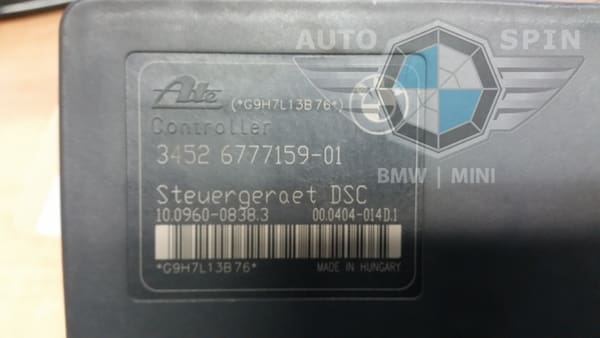 AUTO SPIN
BMW | MINI
Ate (*G9H7L13B76*)
Controller
3452 6777159-01
Steuergeraet DSC
10.0960-0838.3 00.0404-014D.1
*G9H7L13B76*
MADE IN HUNGARY